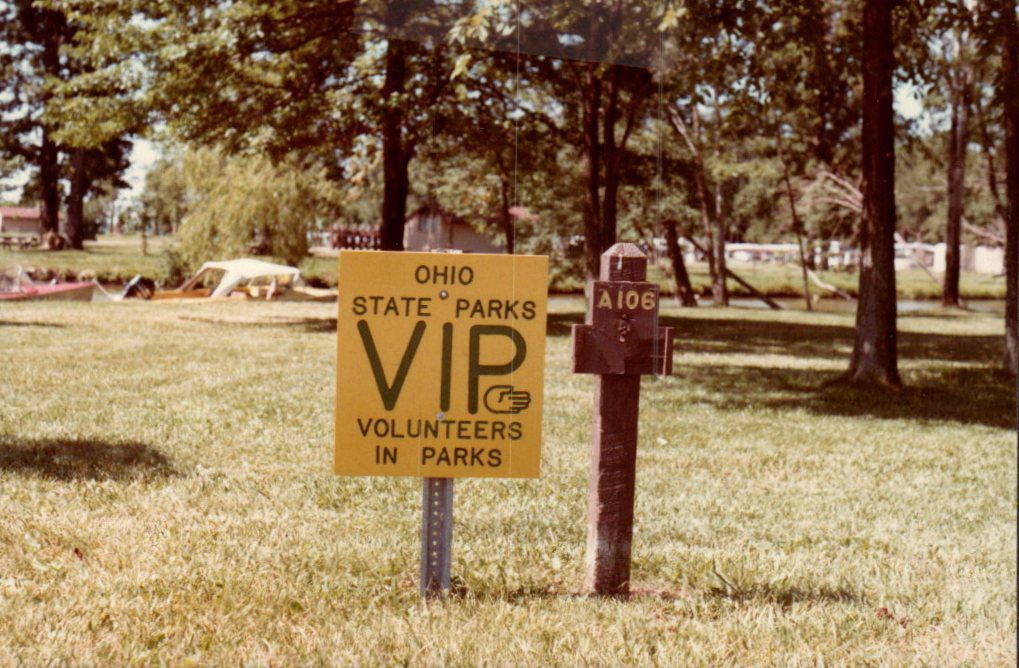 OHIO
STATE PARKS
VIP
VOLUNTEERS
IN PARKS
A106